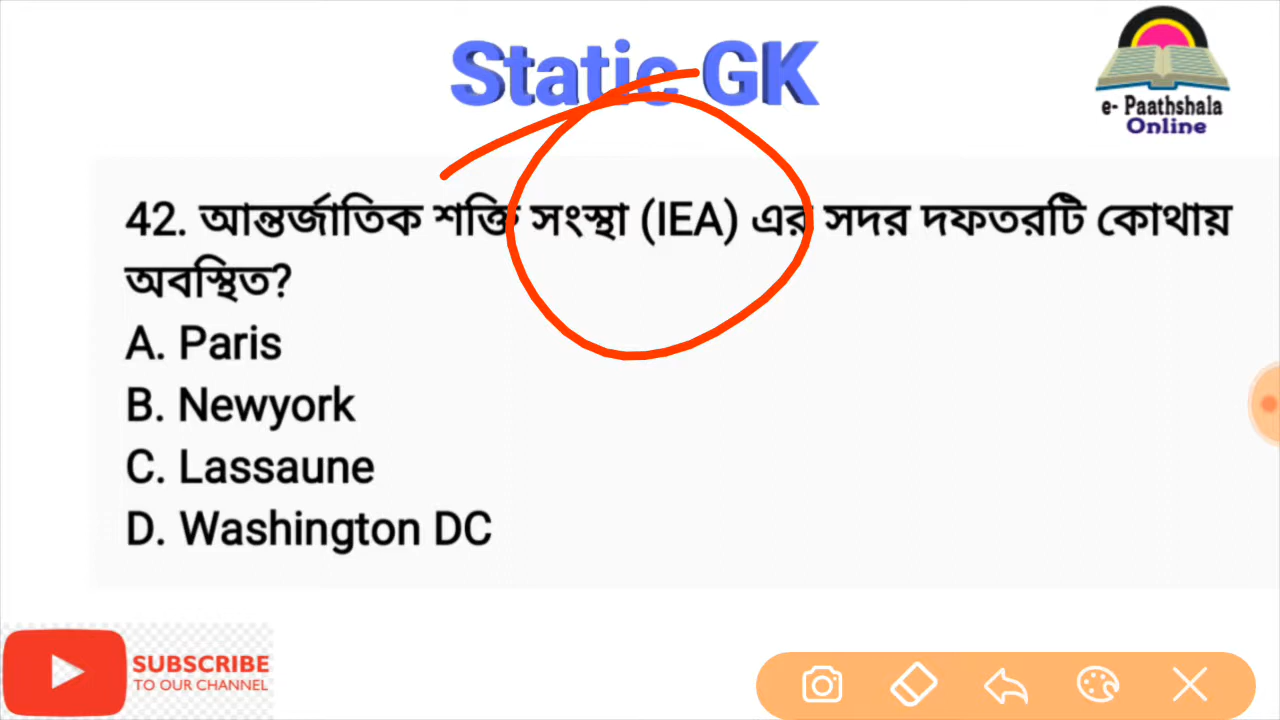 Static GK
e- Paathshala
Online
42. আন্তর্জাতিক শক্তি সংস্থা (IEA) এর সদর দফতরটি কোথায়
অবস্থিত?
A. Paris
B. Newyork
C. Lassaune
D. Washington DC
SUBSCRIBE
TO OUR CHANNEL